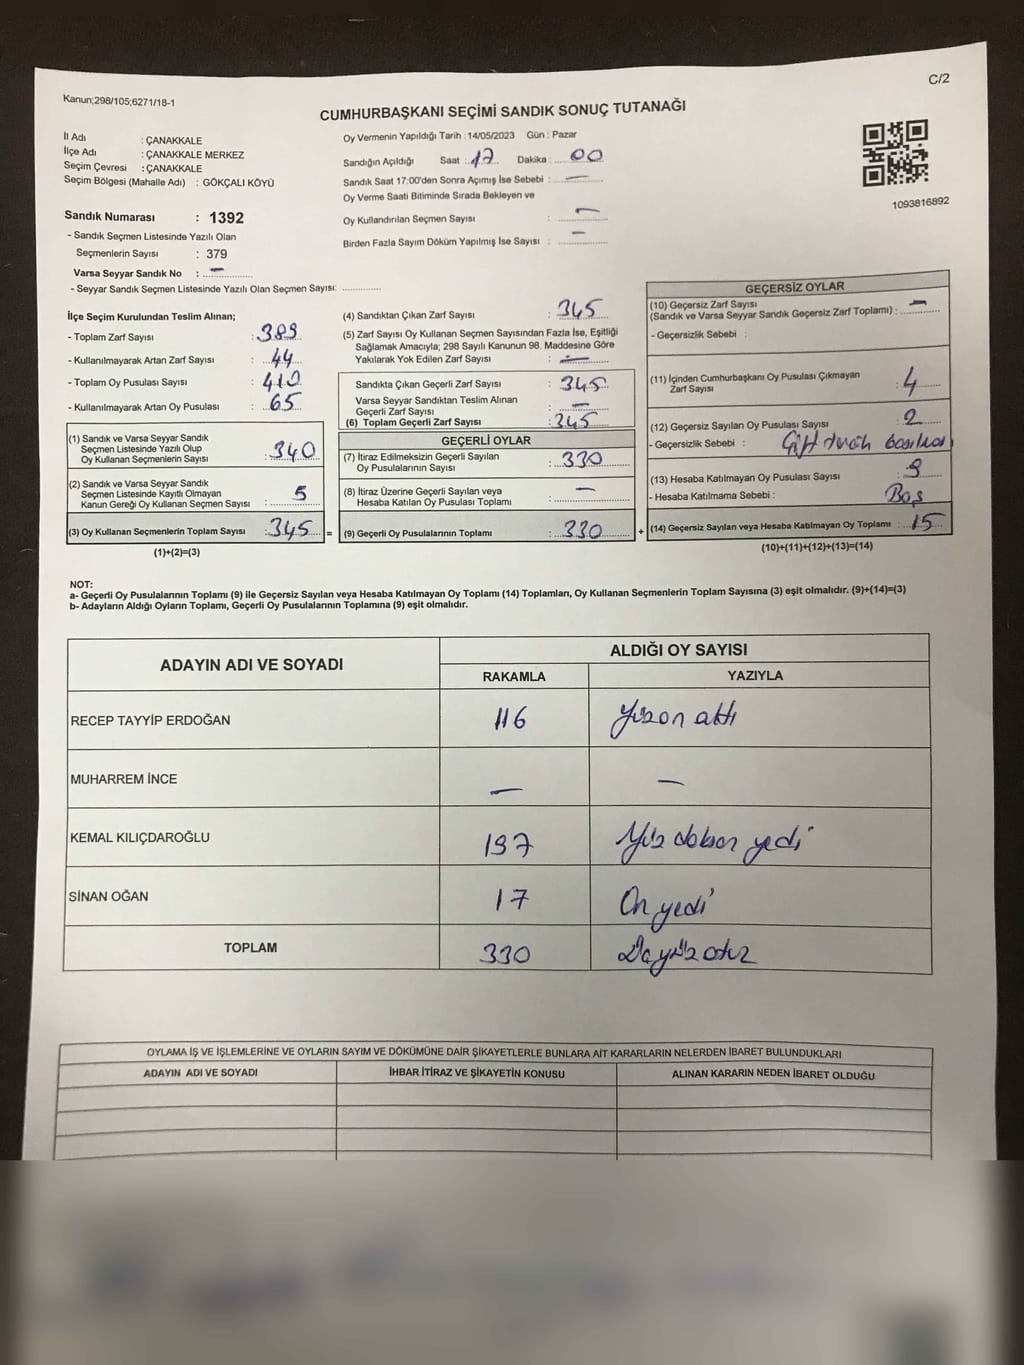 C/2
Kanun;298/105;6271/18-1
CUMHURBAŞKANI SEÇİMİ SANDIK SONUÇ TUTANAĞI
İl Adı : ÇANAKKALE
İlçe Adı : ÇANAKKALE MERKEZ
Seçim Çevresi : ÇANAKKALE
Seçim Bölgesi (Mahalle Adı) : GÖKÇALI KÖYÜ
Sandık Numarası : 1392
- Sandık Seçmen Listesinde Yazılı Olan
Seçmenlerin Sayısı : 379
Varsa Seyyar Sandık No : —
- Seyyar Sandık Seçmen Listesinde Yazılı Olan Seçmen Sayısı:
Oy Vermenin Yapıldığı Tarih : 14/05/2023 Gün : Pazar
Sandığın Açıldığı Saat : 17 Dakika : 00
Sandık Saat 17:00'den Sonra Açımış İse Sebebi : —
Oy Verme Saati Bitiminde Sırada Bekleyen ve
Oy Kullandırılan Seçmen Sayısı : —
Birden Fazla Sayım Döküm Yapılmış İse Sayısı : —
1093816892
İlçe Seçim Kurulundan Teslim Alınan;
- Toplam Zarf Sayısı : 389
- Kullanılmayarak Artan Zarf Sayısı : 44
- Toplam Oy Pusulası Sayısı : 410
- Kullanılmayarak Artan Oy Pusulası : 65
(1) Sandık ve Varsa Seyyar Sandık
Seçmen Listesinde Yazılı Olup
Oy Kullanan Seçmenlerin Sayısı : 340
(2) Sandık ve Varsa Seyyar Sandık
Seçmen Listesinde Kayıtlı Olmayan
Kanun Gereği Oy Kullanan Seçmen Sayısı : 5
(3) Oy Kullanan Seçmenlerin Toplam Sayısı : 345 =
(1)+(2)=(3)
(4) Sandıktan Çıkan Zarf Sayısı : 345
(5) Zarf Sayısı Oy Kullanan Seçmen Sayısından Fazla İse, Eşitliği
Sağlamak Amacıyla; 298 Sayılı Kanunun 98. Maddesine Göre
Yakılarak Yok Edilen Zarf Sayısı : —
Sandıkta Çıkan Geçerli Zarf Sayısı : 345
Varsa Seyyar Sandıktan Teslim Alınan
Geçerli Zarf Sayısı : —
(6) Toplam Geçerli Zarf Sayısı : 345
GEÇERLİ OYLAR
(7) İtiraz Edilmeksizin Geçerli Sayılan
Oy Pusulalarının Sayısı : 330
(8) İtiraz Üzerine Geçerli Sayılan veya
Hesaba Katılan Oy Pusulası Toplamı : —
(9) Geçerli Oy Pusulalarının Toplamı : 330 +
GEÇERSİZ OYLAR
(10) Geçersiz Zarf Sayısı
(Sandık ve Varsa Seyyar Sandık Geçersiz Zarf Toplamı) : —
- Geçersizlik Sebebi :
(11) İçinden Cumhurbaşkanı Oy Pusulası Çıkmayan
Zarf Sayısı : 4
(12) Geçersiz Sayılan Oy Pusulası Sayısı : 2
- Geçersizlik Sebebi : Çift
(13) Hesaba Katılmayan Oy Pusulası Sayısı : 9
- Hesaba Katılmama Sebebi : Boş
(14) Geçersiz Sayılan veya Hesaba Katılmayan Oy Toplamı : 15
(10)+(11)+(12)+(13)=(14)
NOT:
a- Geçerli Oy Pusulalarının Toplamı (9) ile Geçersiz Sayılan veya Hesaba Katılmayan Oy Toplamı (14) Toplamları, Oy Kullanan Seçmenlerin Toplam Sayısına (3) eşit olmalıdır. (9)+(14)=(3)
b- Adayların Aldığı Oyların Toplamı, Geçerli Oy Pusulalarının Toplamına (9) eşit olmalıdır.
ADAYIN ADI VE SOYADI ALDIĞI OY SAYISI
RAKAMLA YAZIYLA
RECEP TAYYİP ERDOĞAN 116 Yüzon altı
MUHARREM İNCE — —
KEMAL KILIÇDAROĞLU 197 Yüz doksan yedi
SİNAN OĞAN 17 On yedi
TOPLAM 330
OYLAMA İŞ VE İŞLEMLERİNE VE OYLARIN SAYIM VE DÖKÜMÜNE DAİR ŞİKAYETLERLE BUNLARA AİT KARARLARIN NELERDEN İBARET BULUNDUKLARI
ADAYIN ADI VE SOYADI İHBAR İTİRAZ VE ŞİKAYETİN KONUSU ALINAN KARARIN NEDEN İBARET OLDUĞU